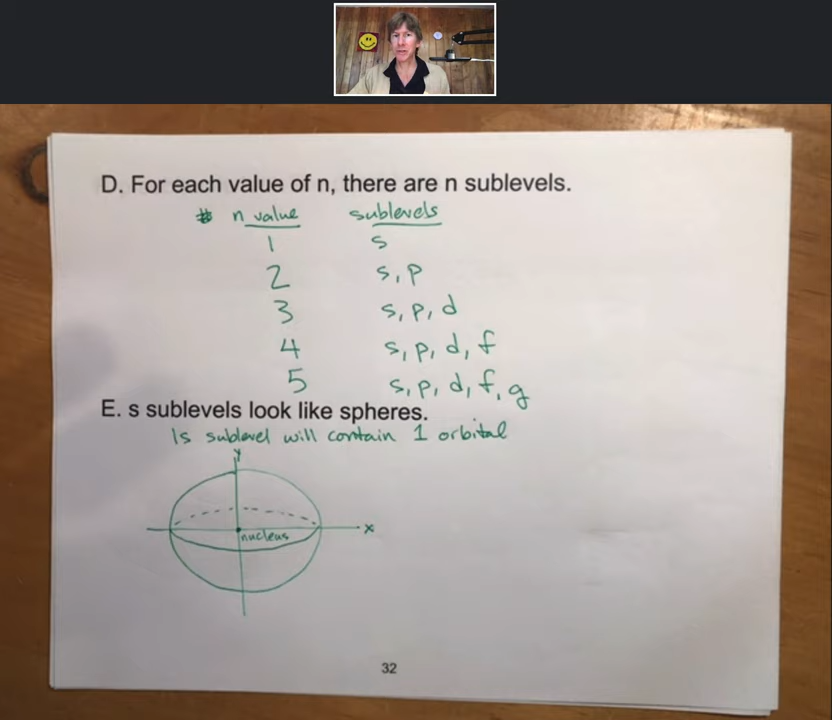 D. For each value of n, there are n sublevels.
# n value sublevels
1 s
2 s, p
3 s, p, d
4 s, p, d, f
5 s, p, d, f, g
E. s sublevels look like spheres.
1s sublevel will contain 1 orbital
y
nucleus x
32